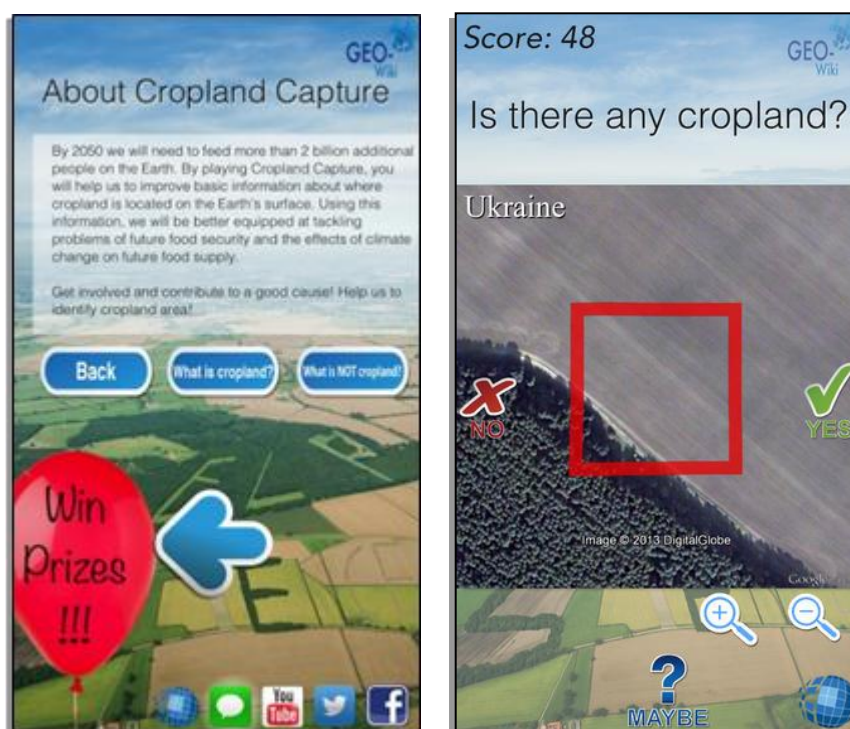 GEO-
Wiki
About Cropland Capture
By 2050 we will need to feed more than 2 billion additional
people on the Earth. By playing Cropland Capture, you
will help us to improve basic information about where
cropland is located on the Earth's surface. Using this
information, we will be better equipped at tackling
problems of future food security and the effects of climate
change on future food supply.
Get involved and contribute to a good cause! Help us to
identify cropland area!
Back
What is cropland?
What is NOT cropland?
Win
Prizes
!!!
You
Tube
Score: 48
GEO-
Wiki
Is there any cropland?
Ukraine
NO
YES
Image © 2013 DigitalGlobe
Google
?
MAYBE